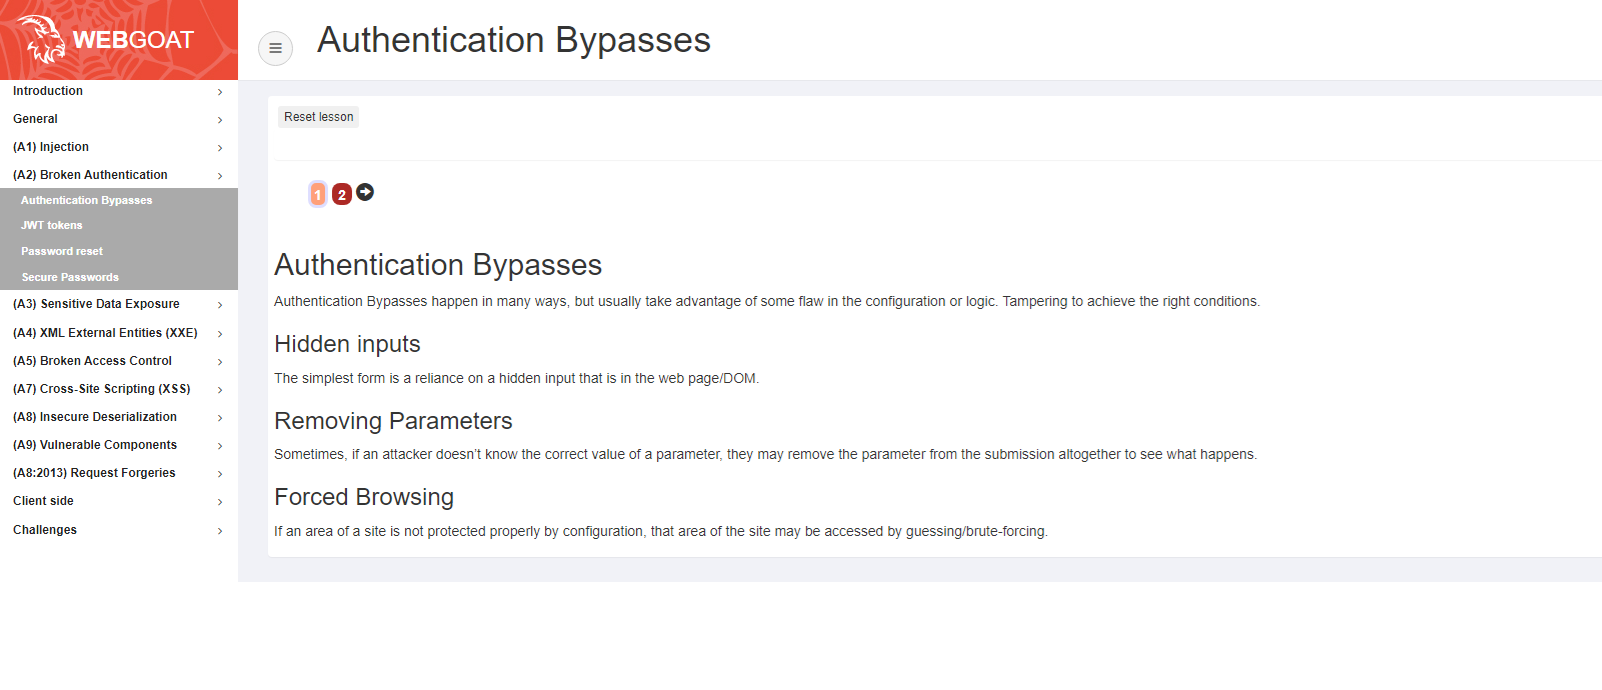 WEBGOAT
Authentication Bypasses
Introduction
General
(A1) Injection
(A2) Broken Authentication
Authentication Bypasses
JWT tokens
Password reset
Secure Passwords
(A3) Sensitive Data Exposure
(A4) XML External Entities (XXE)
(A5) Broken Access Control
(A7) Cross-Site Scripting (XSS)
(A8) Insecure Deserialization
(A9) Vulnerable Components
(A8:2013) Request Forgeries
Client side
Challenges
Reset lesson
1 2
Authentication Bypasses
Authentication Bypasses happen in many ways, but usually take advantage of some flaw in the configuration or logic. Tampering to achieve the right conditions.
Hidden inputs
The simplest form is a reliance on a hidden input that is in the web page/DOM.
Removing Parameters
Sometimes, if an attacker doesn’t know the correct value of a parameter, they may remove the parameter from the submission altogether to see what happens.
Forced Browsing
If an area of a site is not protected properly by configuration, that area of the site may be accessed by guessing/brute-forcing.